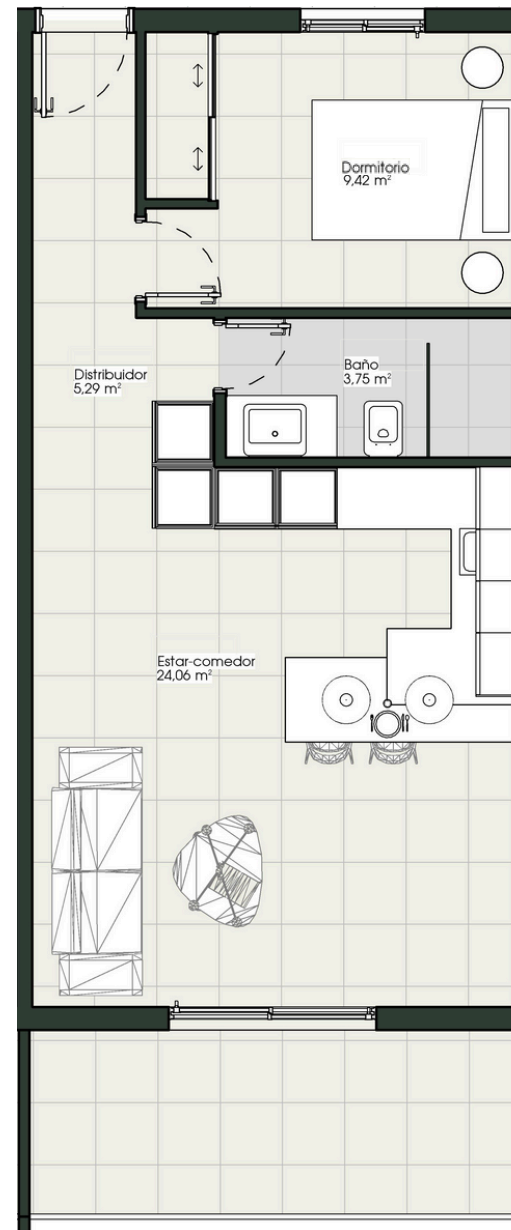 Dormitorio
9,42 m²
Distribuidor
5,29 m²
Baño
3,75 m²
Estar-comedor
24,06 m²